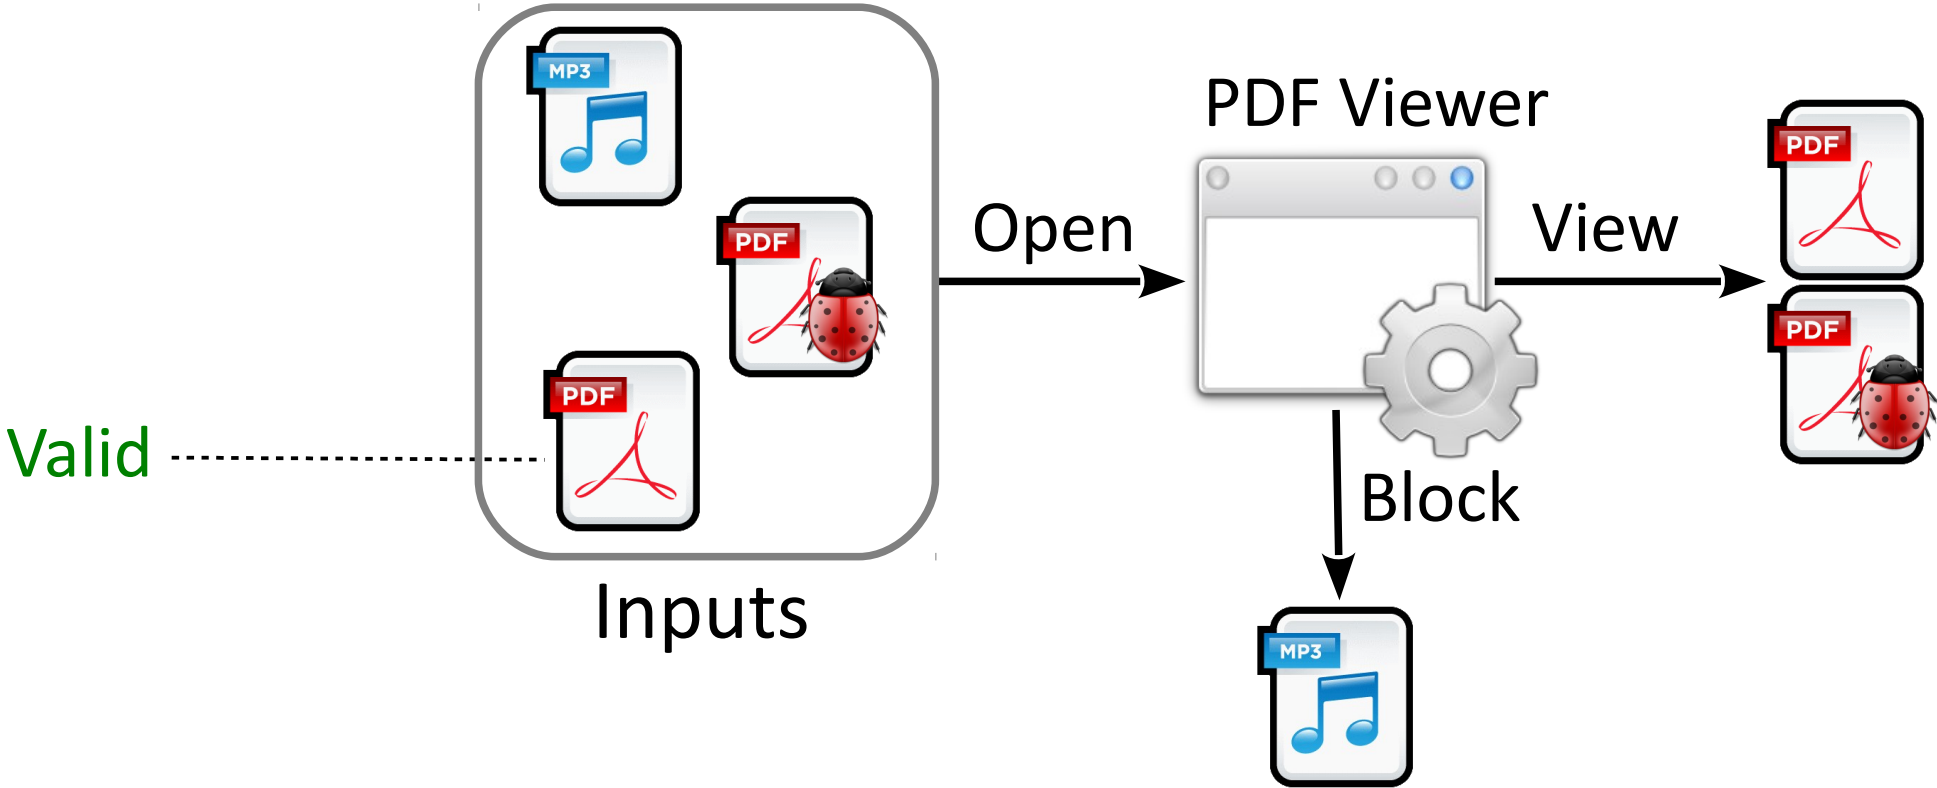 MP3
PDF
PDF
Valid
Inputs
Open
PDF Viewer
View
Block
PDF
PDF
MP3